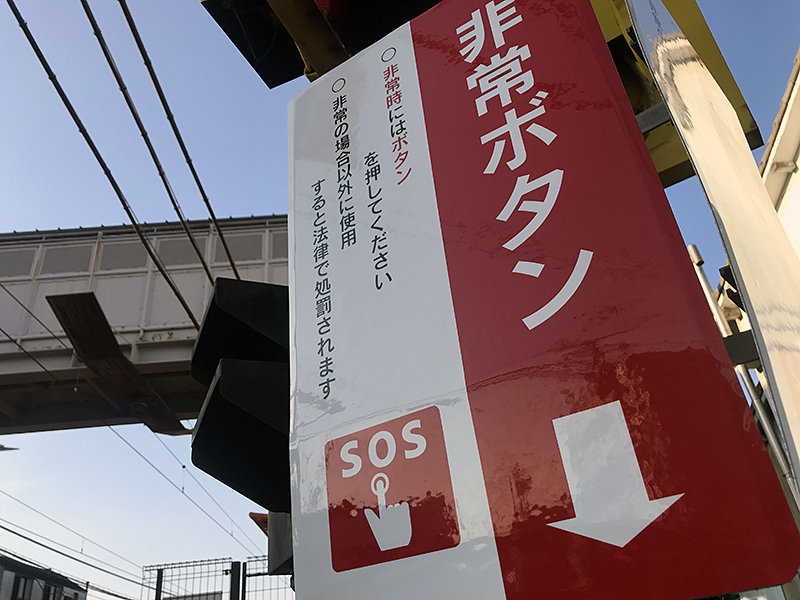 非常ボタン
○ 非常時にはボタン
を押してください
○ 非常の場合以外に使用
すると法律で処罰されます
SOS